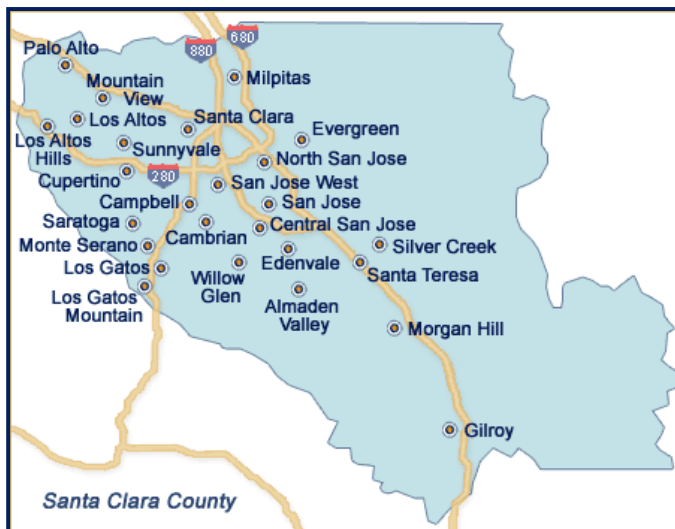 880
680
Palo Alto
Mountain
View
Milpitas
Los Altos
Santa Clara
Los Altos
Hills
Sunnyvale
Evergreen
Cupertino
280
North San Jose
San Jose West
Campbell
San Jose
Saratoga
Cambrian
Central San Jose
Monte Serano
Silver Creek
Los Gatos
Willow
Glen
Edenvale
Santa Teresa
Los Gatos
Mountain
Almaden
Valley
Morgan Hill
Gilroy
Santa Clara County